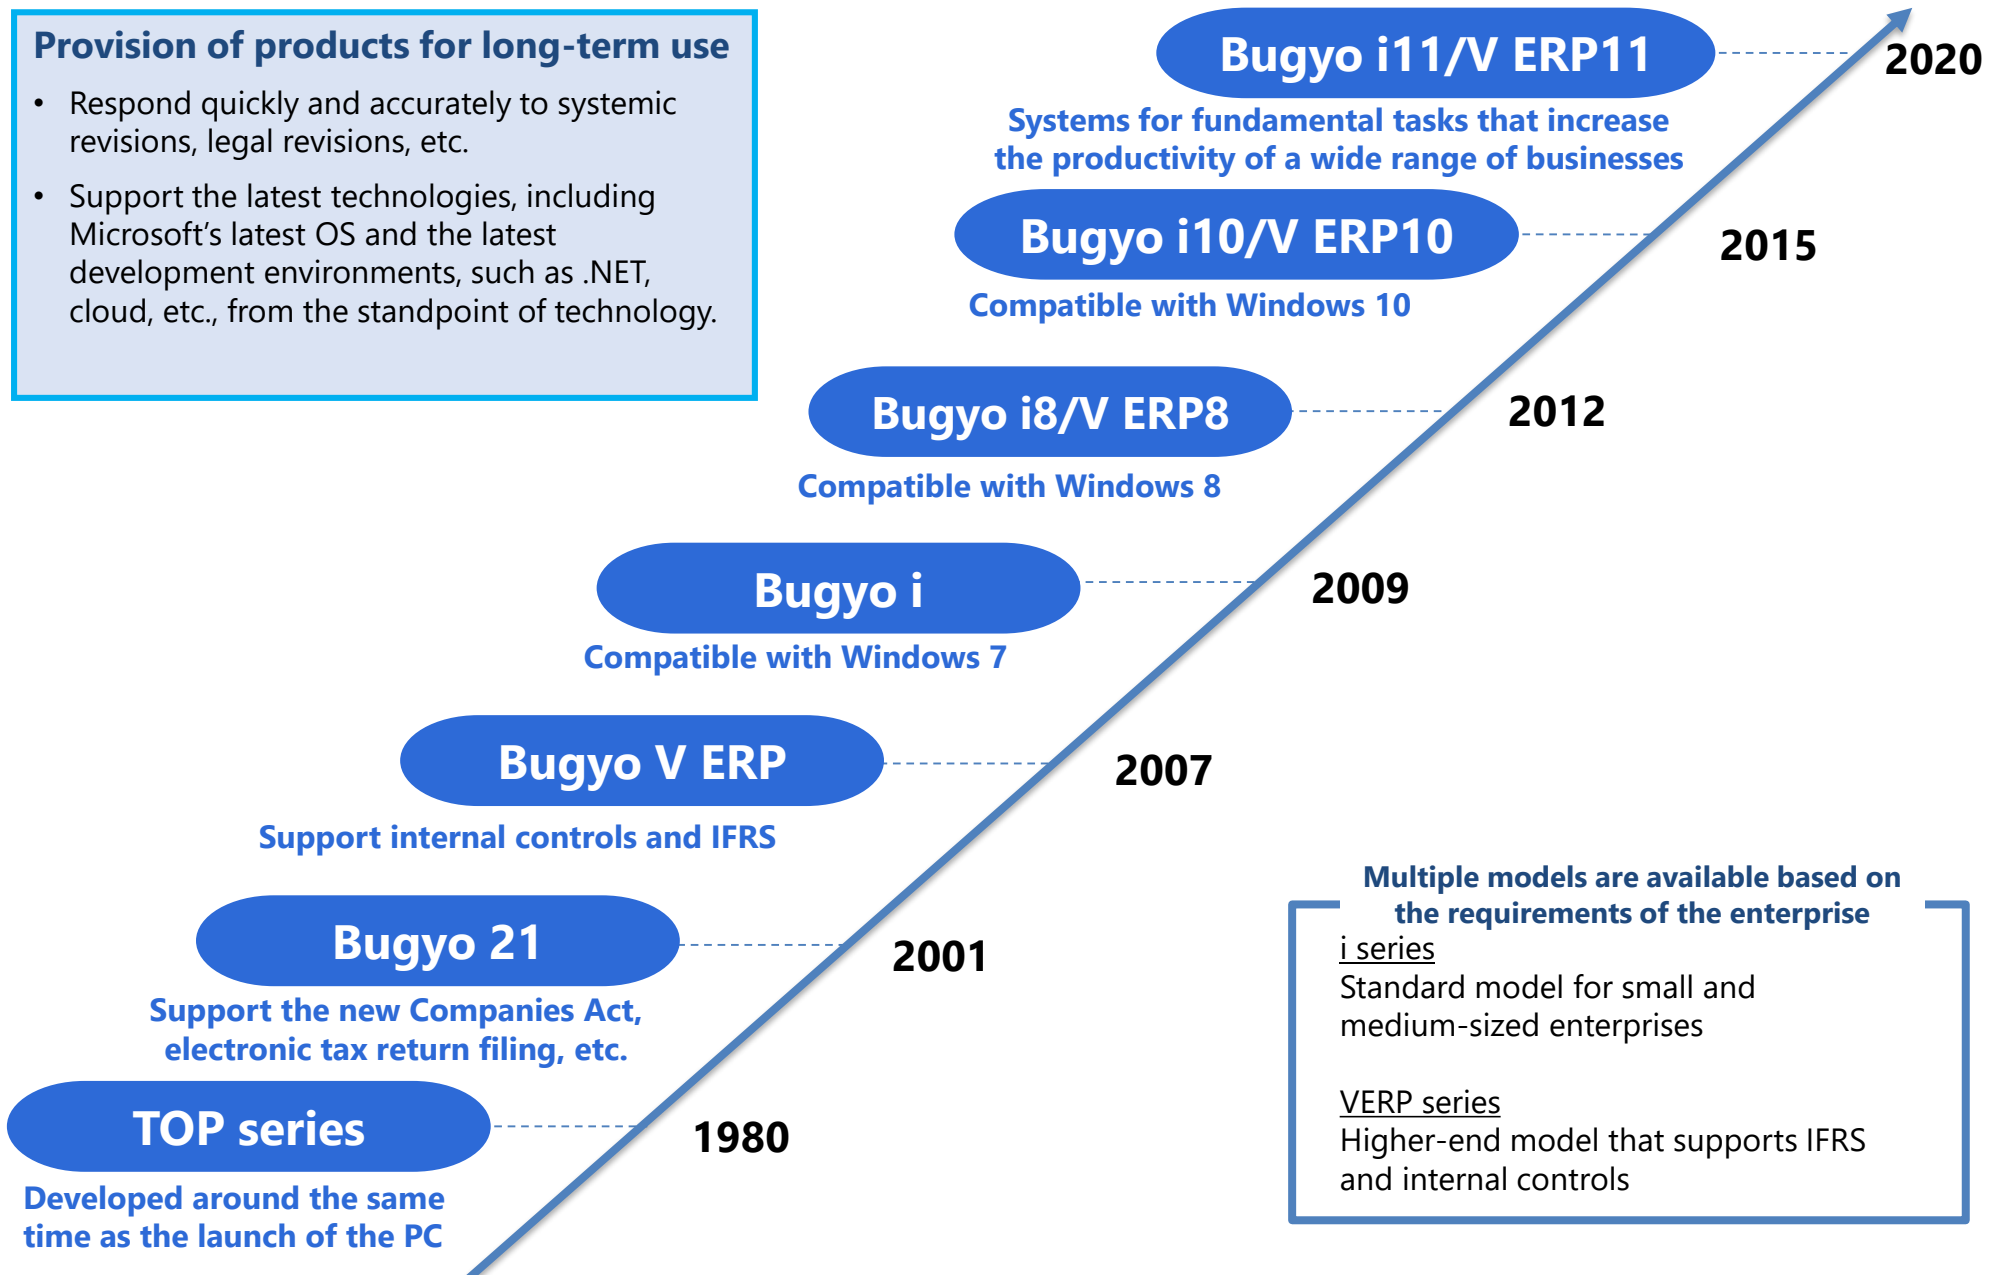 Provision of products for long-term use
• Respond quickly and accurately to systemic
revisions, legal revisions, etc.
• Support the latest technologies, including
Microsoft’s latest OS and the latest
development environments, such as .NET,
cloud, etc., from the standpoint of technology.
Bugyo i11/V ERP11
2020
Systems for fundamental tasks that increase
the productivity of a wide range of businesses
Bugyo i10/V ERP10
2015
Compatible with Windows 10
Bugyo i8/V ERP8
2012
Compatible with Windows 8
Bugyo i
2009
Compatible with Windows 7
Bugyo V ERP
2007
Support internal controls and IFRS
Bugyo 21
2001
Support the new Companies Act,
electronic tax return filing, etc.
TOP series
1980
Developed around the same
time as the launch of the PC
Multiple models are available based on
the requirements of the enterprise
i series
Standard model for small and
medium-sized enterprises
VERP series
Higher-end model that supports IFRS
and internal controls